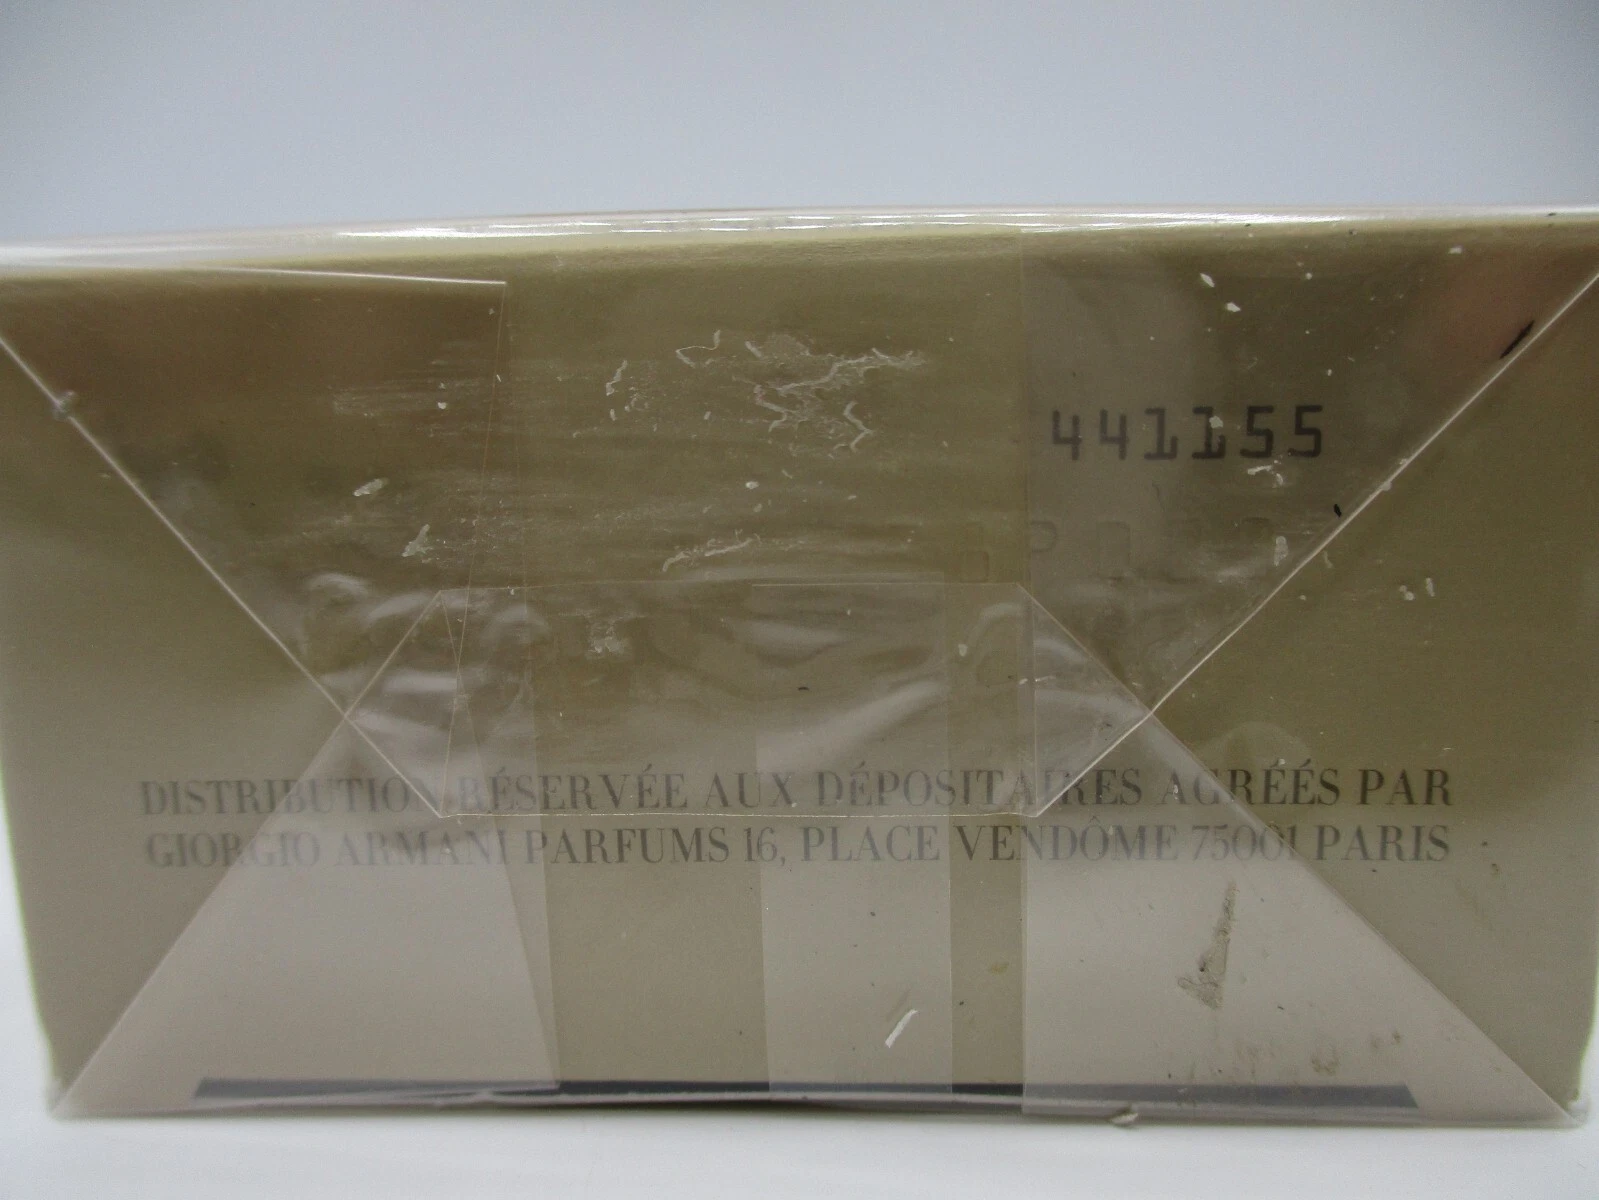 441155
DISTRIBUTION RÉSERVÉE AUX DÉPOSITAIRES AGRÉÉS PAR
GIORGIO ARMANI PARFUMS 16, PLACE VENDÔME 75001 PARIS